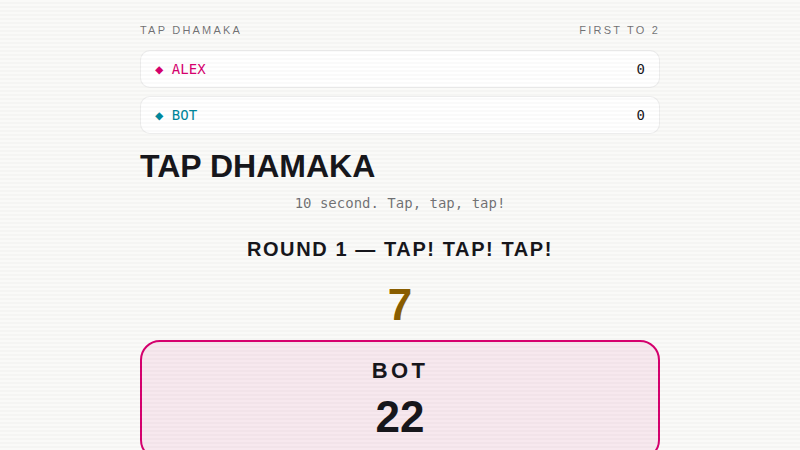 TAP DHAMAKA FIRST TO 2
◆ ALEX 0
◆ BOT 0
TAP DHAMAKA
10 second. Tap, tap, tap!
ROUND 1 — TAP! TAP! TAP!
7
BOT
22